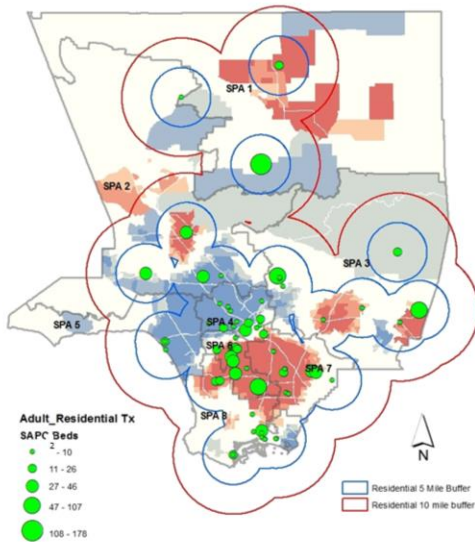 SPA 1
SPA 2
SPA 3
SPA 5
SPA 4
SPA 6
SPA 7
SPA 8
Adult_Residential Tx
SAPC Beds
2 - 10
11 - 26
27 - 46
47 - 107
108 - 178
N
Residential 5 Mile Buffer
Residential 10 mile buffer